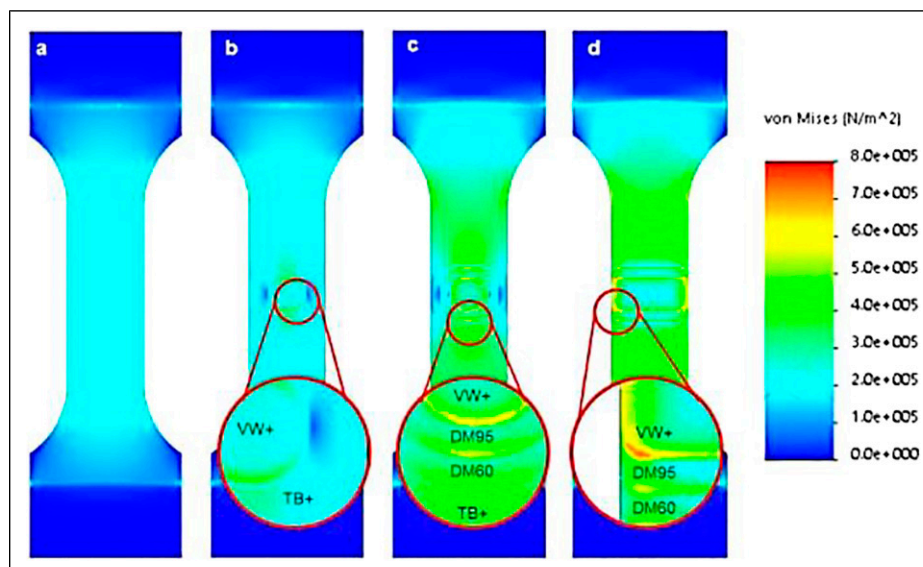 a
b
c
d
von Mises (N/m^2)
8.0e+005
7.0e+005
6.0e+005
5.0e+005
4.0e+005
3.0e+005
2.0e+005
1.0e+005
0.0e+000
VW+
TB+
VW+
DM95
DM60
TB+
VW+
DM95
DM60